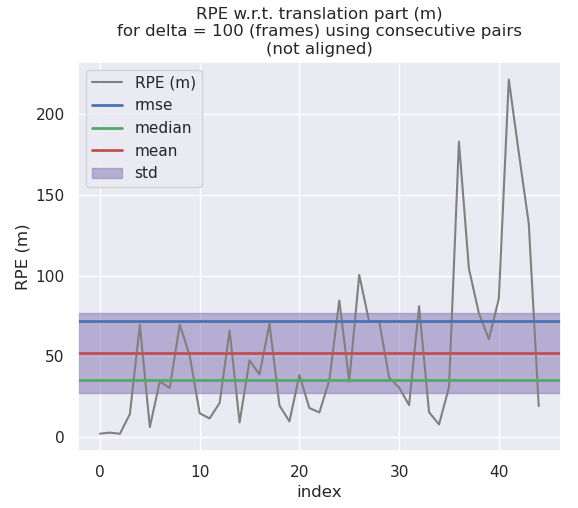 RPE w.r.t. translation part (m)
for delta = 100 (frames) using consecutive pairs
(not aligned)
RPE (m)
rmse
median
mean
std
RPE (m)
200
150
100
50
0
0 10 20 30 40
index